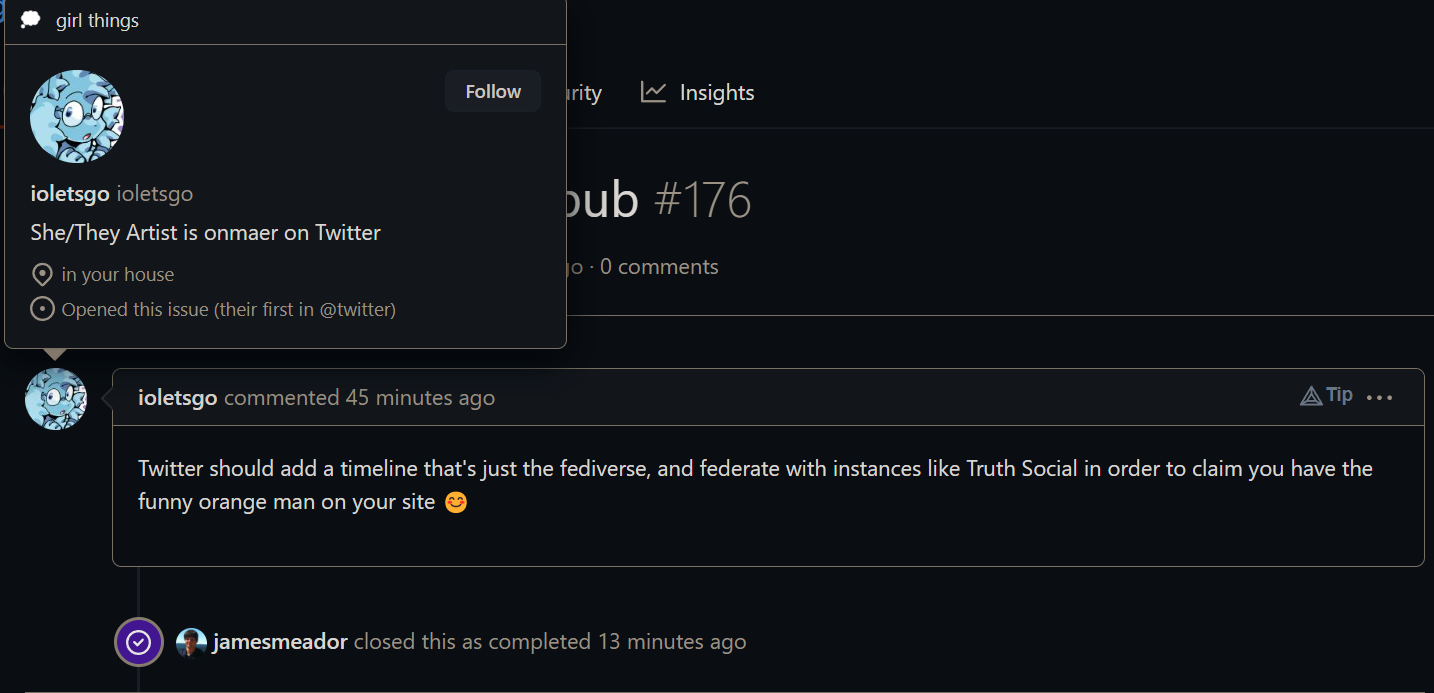 girl things
Follow
Insights
ioletsgo ioletsgo
#176
She/They Artist is onmaer on Twitter
in your house
· 0 comments
Opened this issue (their first in @twitter)
ioletsgo commented 45 minutes ago
Tip
Twitter should add a timeline that's just the fediverse, and federate with instances like Truth Social in order to claim you have the
funny orange man on your site 😊
jamesmeador closed this as completed 13 minutes ago